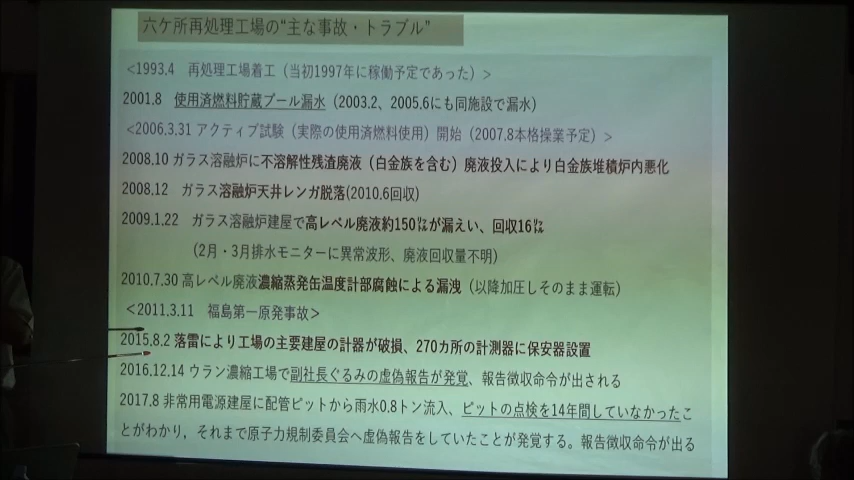 六ケ所再処理工場の“主な事故・トラブル”
<1993.4 再処理工場着工（当初1997年に稼働予定であった）>
2001.8 使用済燃料貯蔵プール漏水（2003.2、2005.6にも同施設で漏水）
<2006.3.31 アクティブ試験（実際の使用済燃料使用）開始（2007.8本格操業予定）>
2008.10 ガラス溶融炉に不溶解性残渣廃液（白金族を含む）廃液投入により白金族堆積炉内悪化
2008.12 ガラス溶融炉天井レンガ脱落(2010.6回収)
2009.1.22 ガラス溶融炉建屋で高レベル廃液約150㍑が漏えい、回収16㍑
（2月・3月排水モニターに異常波形、廃液回収量不明）
2010.7.30 高レベル廃液濃縮蒸発缶温度計部腐蝕による漏洩（以降加圧しそのまま運転）
<2011.3.11 福島第一原発事故>
2015.8.2 落雷により工場の主要建屋の計器が破損、270カ所の計測器に保安器設置
2016.12.14 ウラン濃縮工場で副社長ぐるみの虚偽報告が発覚、報告徴収命令が出される
2017.8 非常用電源建屋に配管ピットから雨水0.8トン流入、ピットの点検を14年間していなかったこ
とがわかり，それまで原子力規制委員会へ虚偽報告をしていたことが発覚する。報告徴収命令が出る